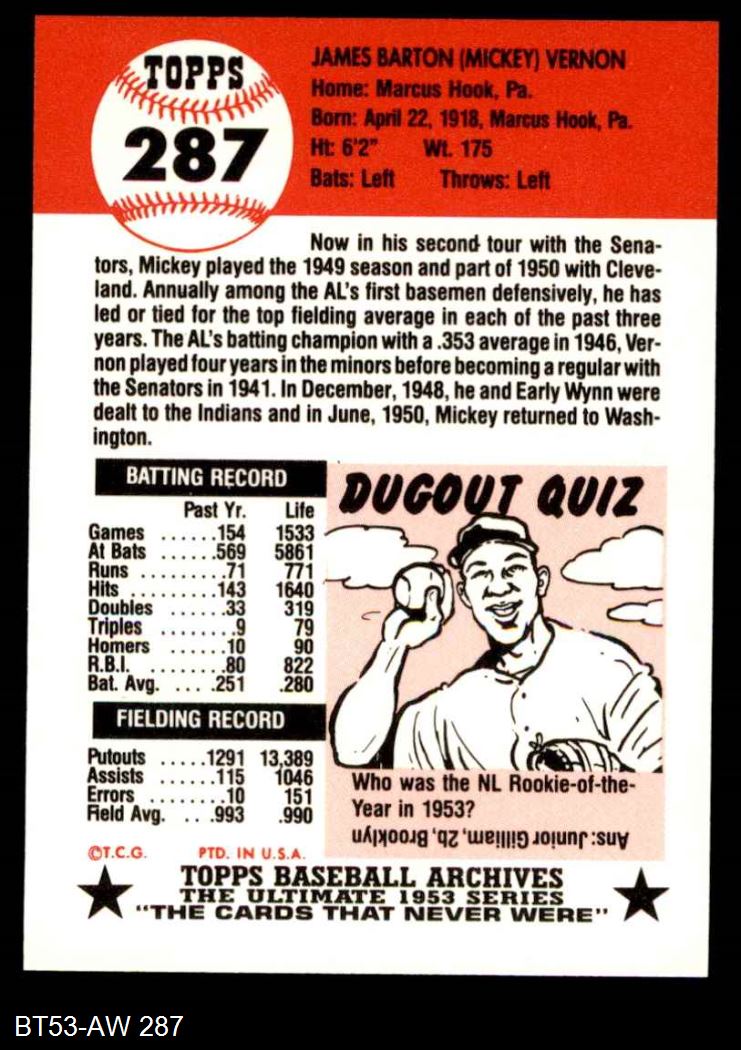 TOPPS
287
JAMES BARTON (MICKEY) VERNON
Home: Marcus Hook, Pa.
Born: April 22, 1918, Marcus Hook, Pa.
Ht: 6'2" Wt. 175
Bats: Left Throws: Left
Now in his second tour with the Sena-
tors, Mickey played the 1949 season and part of 1950 with Cleve-
land. Annually among the AL's first basemen defensively, he has
led or tied for the top fielding average in each of the past three
years. The AL's batting champion with a .353 average in 1946, Ver-
non played four years in the minors before becoming a regular with
the Senators in 1941. In December, 1948, he and Early Wynn were
dealt to the Indians and in June, 1950, Mickey returned to Wash-
ington.
BATTING RECORD
Past Yr. Life
Games ......154 1533
At Bats ......569 5861
Runs .........71 771
Hits .........143 1640
Doubles ......33 319
Triples .........9 79
Homers ......10 90
R.B.I. ........80 822
Bat. Avg. ....251 .280
FIELDING RECORD
Putouts .....1291 13,389
Assists ......115 1046
Errors ........10 151
Field Avg. ...993 .990
DUGOUT QUIZ
Who was the NL Rookie-of-the-
Year in 1953?
Ans: Junior Gilliam, 2b, Brooklyn
©T.C.G. PTD. IN U.S.A.
TOPPS BASEBALL ARCHIVES
THE ULTIMATE 1953 SERIES
"THE CARDS THAT NEVER WERE"
BT53-AW 287